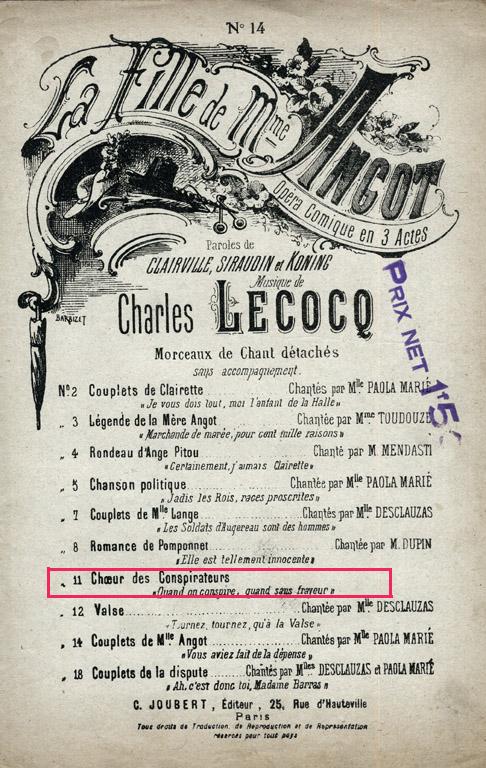 No 14
La Fille de Mme Angot
Opéra Comique en 3 Actes
Paroles de
CLAIRVILLE, SIRAUDIN et KONING
Musique de
Charles LECOCQ
BARBIZET
PRIX NET 1f5
Morceaux de Chant détachés
sans accompagnement.
No 2 Couplets de Clairette Chantés par Mlle PAOLA MARIÉ
"Je vous dois tout, moi l'enfant de la Halle"
„ 3 Légende de la Mère Angot Chantée par Mme TOUDOUZE
"Marchande de marée, pour cent mille raisons"
„ 4 Rondeau d'Ange Pitou Chanté par M. MENDASTI
"Certainement, j'aimais Clairette"
„ 5 Chanson politique Chantée par Mlle PAOLA MARIÉ
"Jadis les Rois, races proscrites"
„ 7 Couplets de Mlle Lange Chantés par Mlle DESCLAUZAS
"Les Soldats d'Augereau sont des hommes"
„ 8 Romance de Pomponnet Chantée par M. DUPIN
"Elle est tellement innocente"
„ 11 Chœur des Conspirateurs
"Quand on conspire, quand sans frayeur"
„ 12 Valse Chantée par Mlle DESCLAUZAS
"Tournez, tournez, qu'à la Valse"
„ 14 Couplets de Mlle Angot Chantés par Mlle PAOLA MARIÉ
"Vous aviez fait de la dépense"
„ 18 Couplets de la dispute Chantés par Mlles DESCLAUZAS et PAOLA MARIÉ
"Ah, c'est donc toi, Madame Barras"
C. JOUBERT, Éditeur, 25, Rue d'Hauteville
Paris
Tous droits de Traduction, de Reproduction et de Représentation
réservés pour tout pays